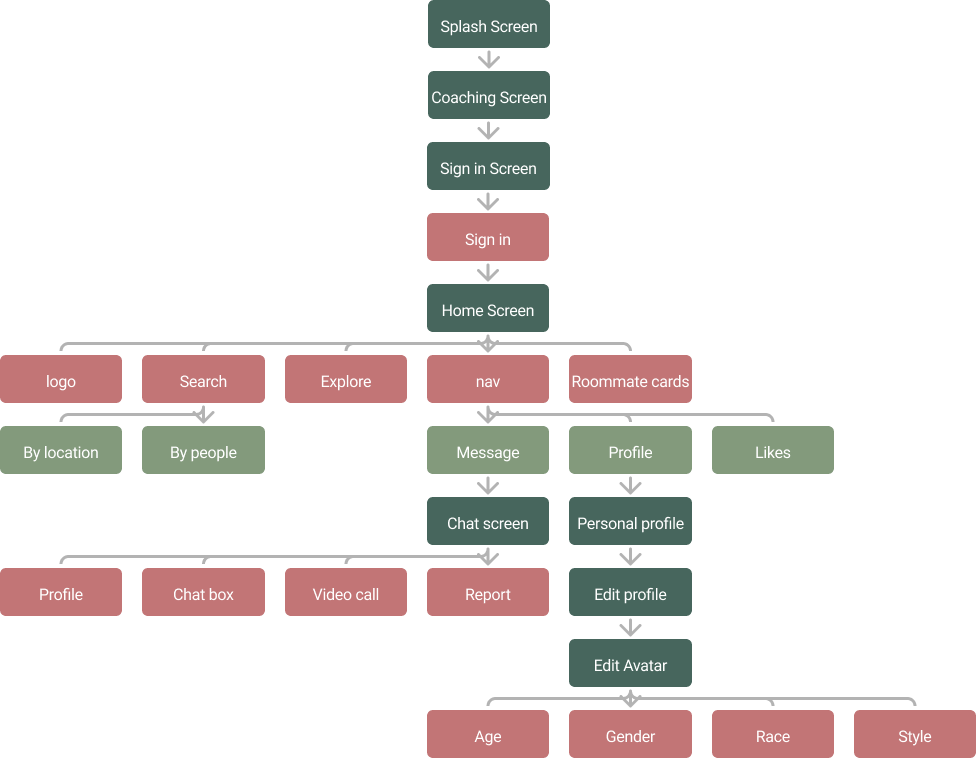 Splash Screen
Coaching Screen
Sign in Screen
Sign in
Home Screen
logo
Search
Explore
nav
Roommate cards
By location
By people
Message
Profile
Likes
Chat screen
Personal profile
Profile
Chat box
Video call
Report
Edit profile
Edit Avatar
Age
Gender
Race
Style